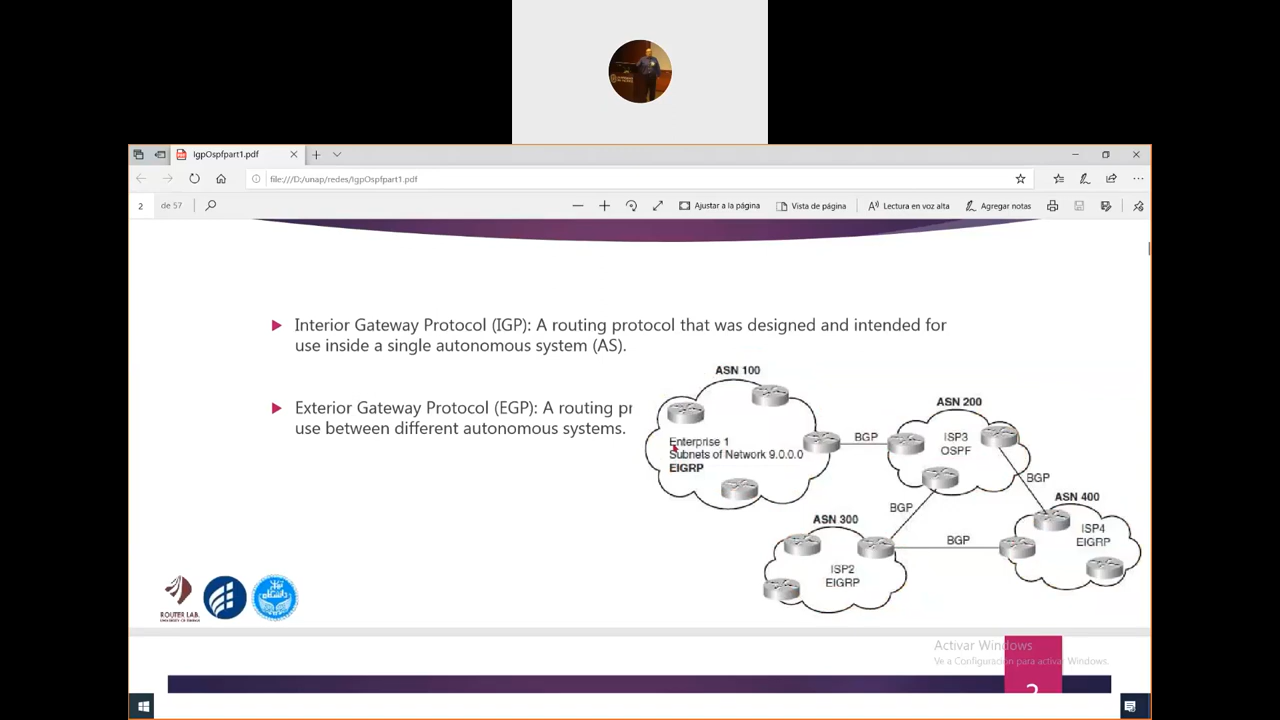 IgpOspfpart1.pdf
file:///D:/unap/redes/IgpOspfpart1.pdf
2 de 57
Ajustar a la página
Vista de página
Lectura en voz alta
Agregar notas
Interior Gateway Protocol (IGP): A routing protocol that was designed and intended for
use inside a single autonomous system (AS).
Exterior Gateway Protocol (EGP): A routing pr
use between different autonomous systems.
ASN 100
Enterprise 1
Subnets of Network 9.0.0.0
EIGRP
BGP
ASN 200
ISP3
OSPF
BGP
BGP
ASN 400
ISP4
EIGRP
ASN 300
BGP
ISP2
EIGRP
ROUTER LAB.
Activar Windows
Ve a Configuración para activar Windows.
2